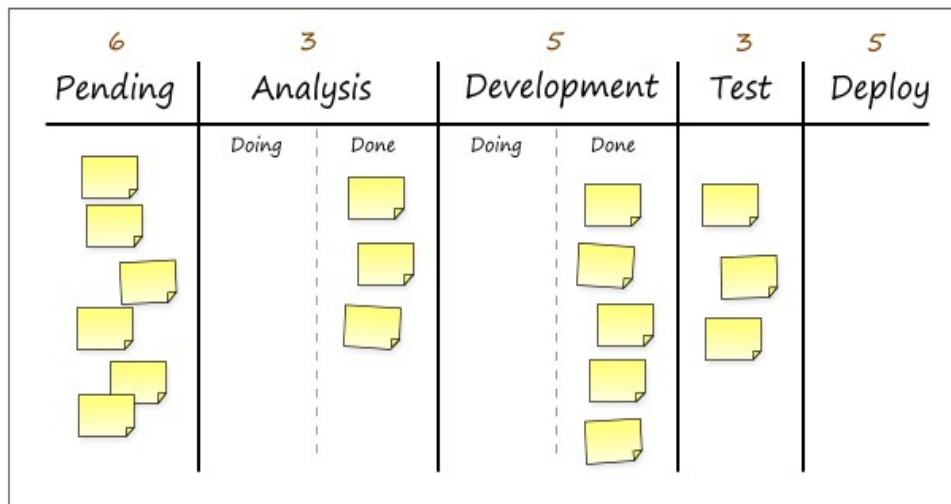 6 3 5 3 5
Pending Analysis Development Test Deploy
Doing Done Doing Done